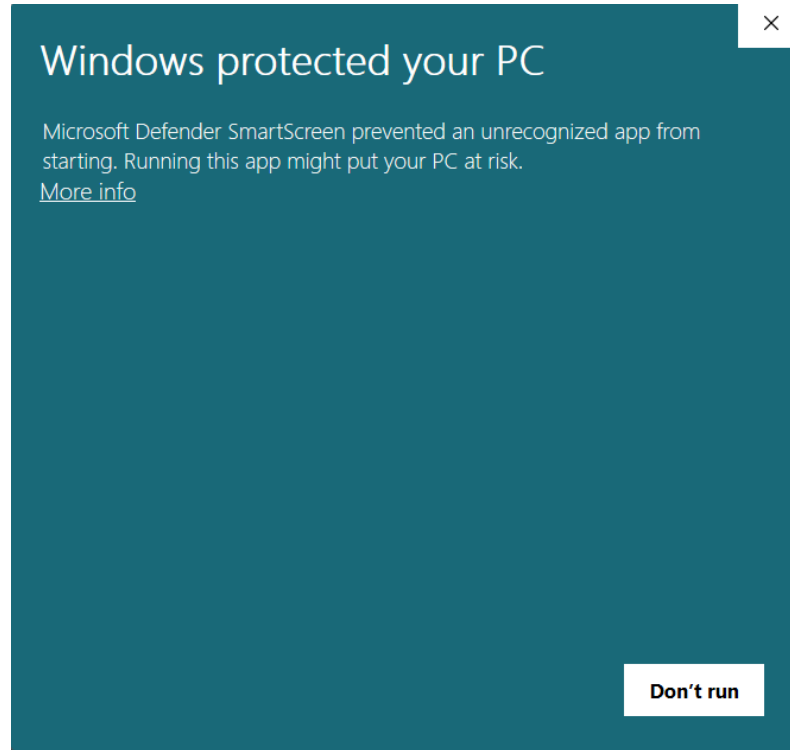 Windows protected your PC
Microsoft Defender SmartScreen prevented an unrecognized app from
starting. Running this app might put your PC at risk.
More info
Don’t run